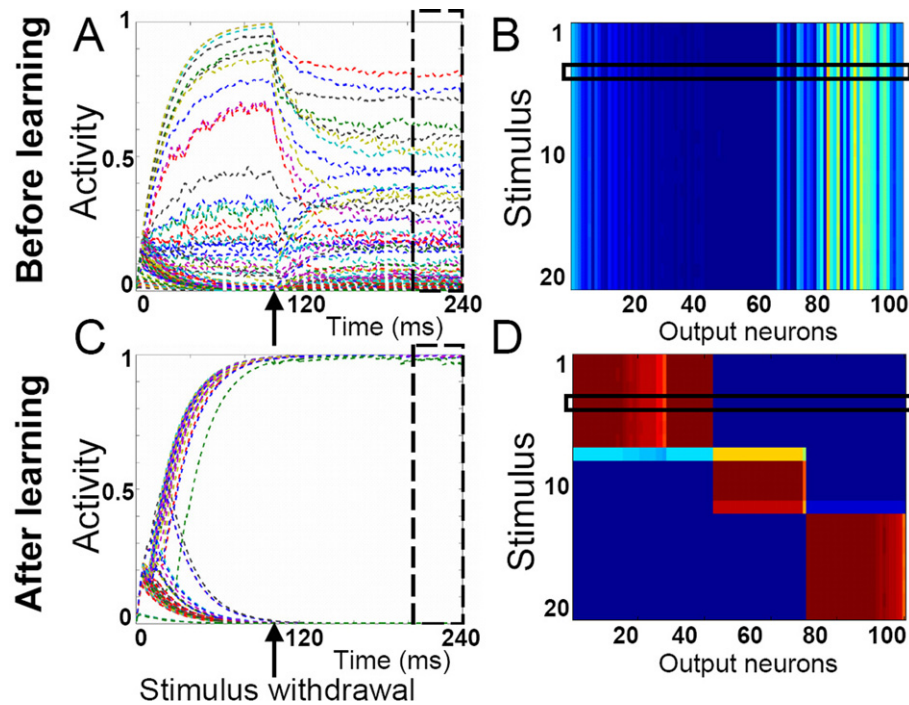 Before learning
A
Activity
1
0.5
0
0 120 240
Time (ms)
B
Stimulus
1
10
20
20 40 60 80 100
Output neurons
After learning
C
Activity
1
0.5
0
0 120 240
Time (ms)
Stimulus withdrawal
D
Stimulus
1
10
20
20 40 60 80 100
Output neurons